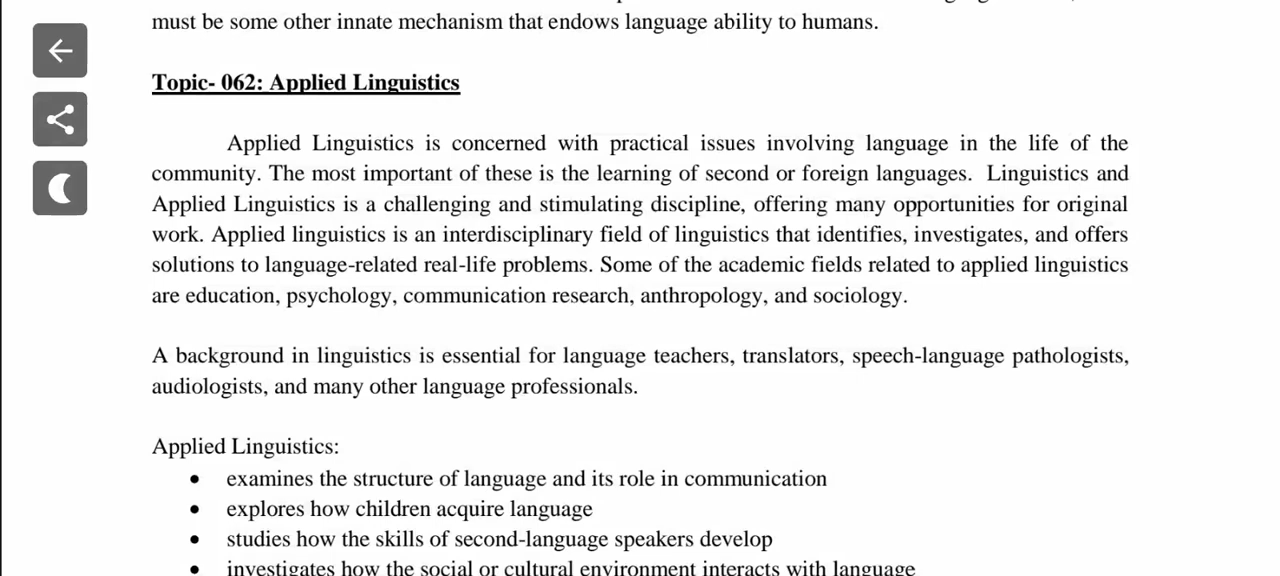 must be some other innate mechanism that endows language ability to humans.
Topic- 062: Applied Linguistics
Applied Linguistics is concerned with practical issues involving language in the life of the
community. The most important of these is the learning of second or foreign languages. Linguistics and
Applied Linguistics is a challenging and stimulating discipline, offering many opportunities for original
work. Applied linguistics is an interdisciplinary field of linguistics that identifies, investigates, and offers
solutions to language-related real-life problems. Some of the academic fields related to applied linguistics
are education, psychology, communication research, anthropology, and sociology.
A background in linguistics is essential for language teachers, translators, speech-language pathologists,
audiologists, and many other language professionals.
Applied Linguistics:
• examines the structure of language and its role in communication
• explores how children acquire language
• studies how the skills of second-language speakers develop
• investigates how the social or cultural environment interacts with language